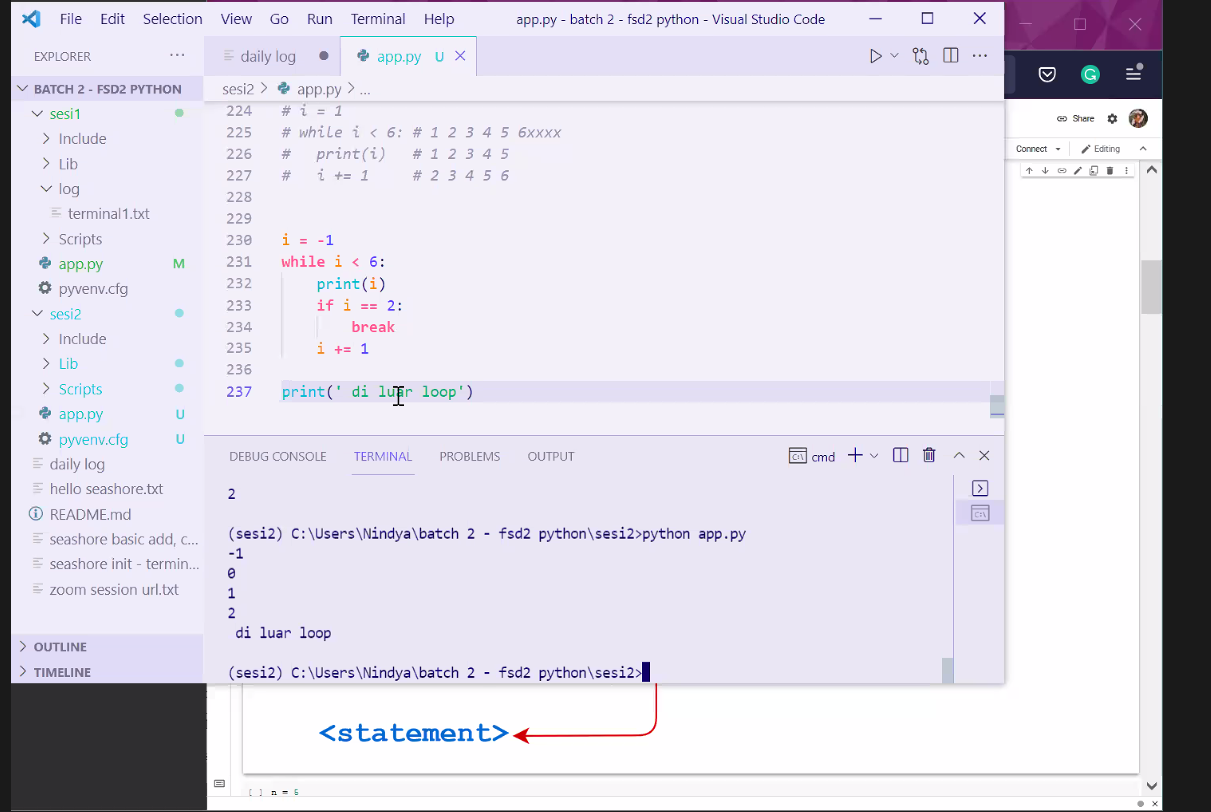 File Edit Selection View Go Run Terminal Help app.py - batch 2 - fsd2 python - Visual Studio Code
EXPLORER
daily log
app.py U
BATCH 2 - FSD2 PYTHON
sesi1
Include
Lib
log
terminal1.txt
Scripts
app.py M
pyvenv.cfg
sesi2
Include
Lib
Scripts
app.py U
pyvenv.cfg U
daily log
hello seashore.txt
README.md
seashore basic add, c...
seashore init - termin...
zoom session url.txt
OUTLINE
TIMELINE
sesi2 > app.py > ...
224 # i = 1
225 # while i < 6: # 1 2 3 4 5 6xxxx
226 #   print(i)   # 1 2 3 4 5
227 #   i += 1     # 2 3 4 5 6
228
229
230 i = -1
231 while i < 6:
232     print(i)
233     if i == 2:
234         break
235     i += 1
236
237 print(' di luar loop')
DEBUG CONSOLE TERMINAL PROBLEMS OUTPUT cmd
2
(sesi2) C:\Users\Nindya\batch 2 - fsd2 python\sesi2>python app.py
-1
0
1
2
 di luar loop
(sesi2) C:\Users\Nindya\batch 2 - fsd2 python\sesi2>
Share
Connect Editing
<statement>
[ ] n = 5